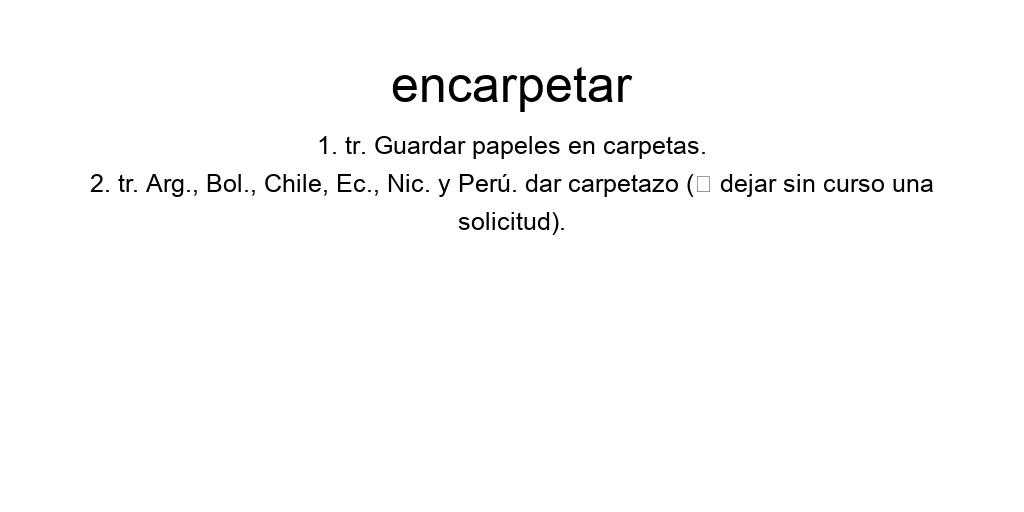 encarpetar
1. tr. Guardar papeles en carpetas.
2. tr. Arg., Bol., Chile, Ec., Nic. y Perú. dar carpetazo (□ dejar sin curso una
solicitud).